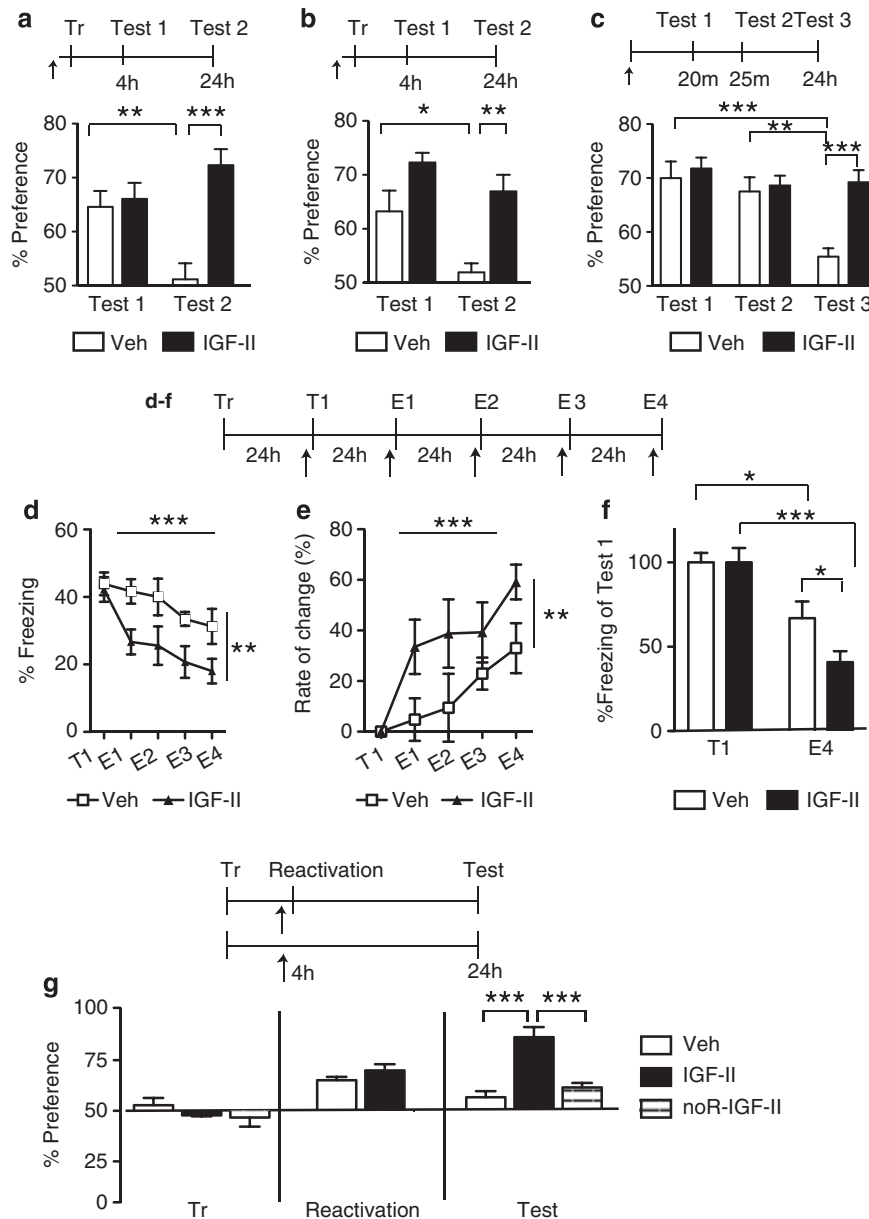 a
Tr Test 1 Test 2
4h 24h
** ***
80
70
60
50
% Preference
Test 1 Test 2
Veh IGF-II
b
Tr Test 1 Test 2
4h 24h
* **
80
70
60
50
% Preference
Test 1 Test 2
Veh IGF-II
c
Test 1 Test 2 Test 3
20m 25m 24h
***
**
***
80
70
60
50
% Preference
Test 1 Test 2 Test 3
Veh IGF-II
d-f Tr T1 E1 E2 E3 E4
24h 24h 24h 24h 24h
d
***
60
40
20
0
% Freezing
**
T1 E1 E2 E3 E4
Veh IGF-II
e
***
80
60
40
20
0
Rate of change (%)
**
T1 E1 E2 E3 E4
Veh IGF-II
f
*
***
*
100
50
0
%Freezing of Test 1
T1 E4
Veh IGF-II
Tr Reactivation Test
4h 24h
g
100
75
50
25
0
% Preference
*** ***
Tr Reactivation Test
Veh
IGF-II
noR-IGF-II